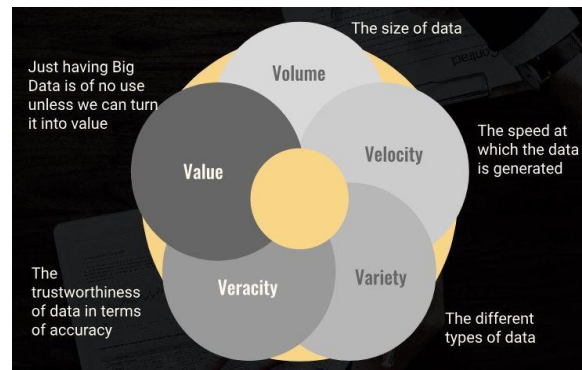 The size of data
Volume
Just having Big
Data is of no use
unless we can turn
it into value
Value
Velocity
The speed at
which the data
is generated
The
trustworthiness
of data in terms
of accuracy
Veracity
Variety
The different
types of data
Contract